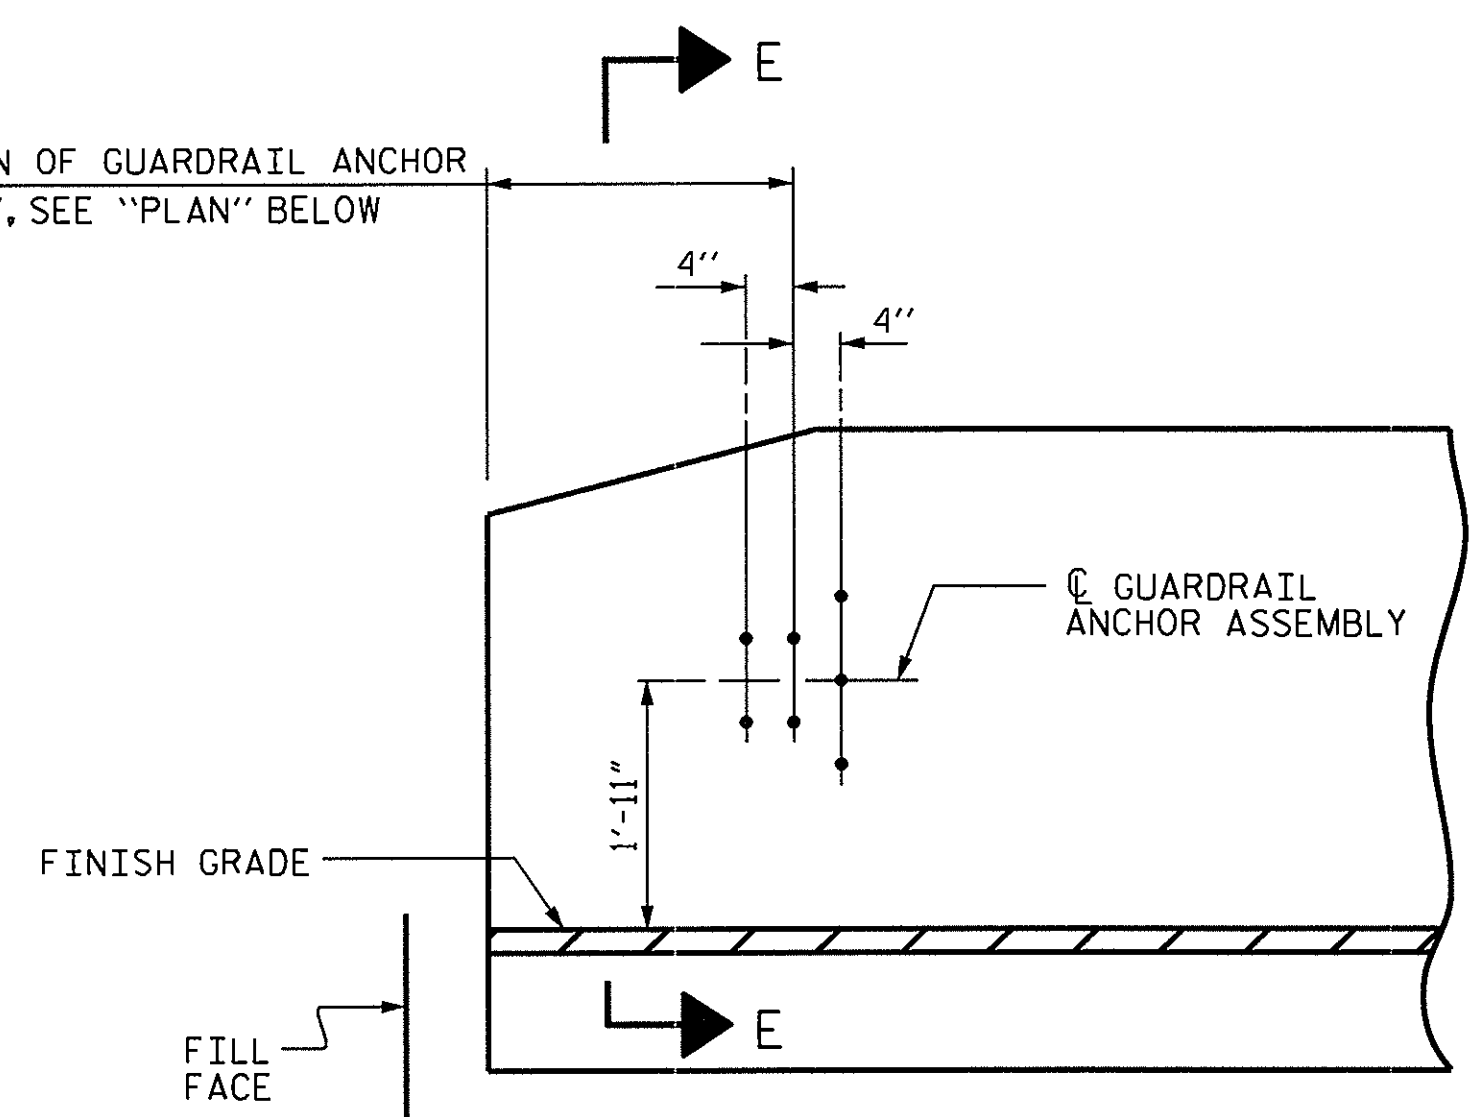 E
OF GUARDRAIL ANCHOR
SEE "PLAN" BELOW
4"
4"
℄ GUARDRAIL
ANCHOR ASSEMBLY
1'-11"
FINISH GRADE
E
FILL
FACE